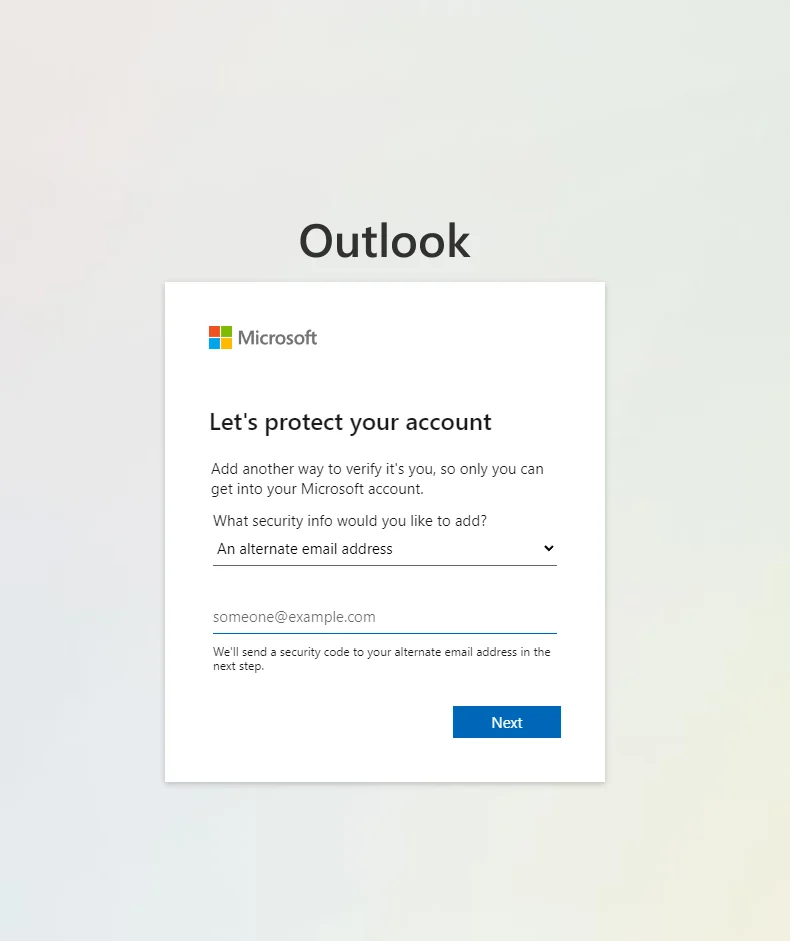 Outlook
Microsoft
Let's protect your account
Add another way to verify it's you, so only you can
get into your Microsoft account.
What security info would you like to add?
An alternate email address
someone@example.com
We'll send a security code to your alternate email address in the
next step.
Next